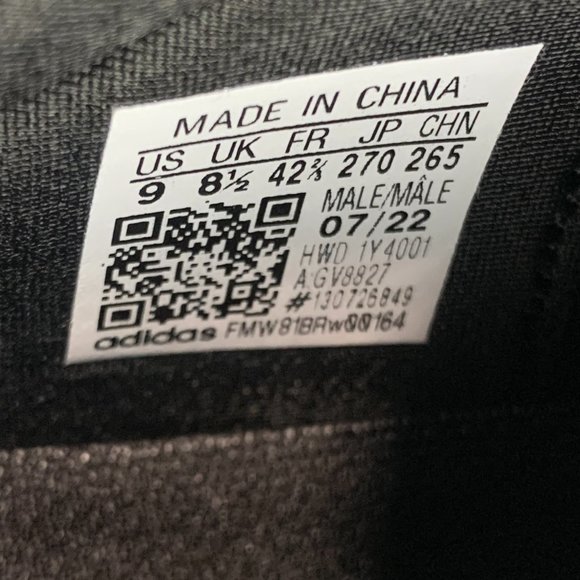 MADE IN CHINA
US UK FR JP CHN
9 8½ 42⅔ 270 265
MALE/MÂLE
07/22
HWD 1Y4001
A:GV8827
#130726849
adidas FMW81BRw00164